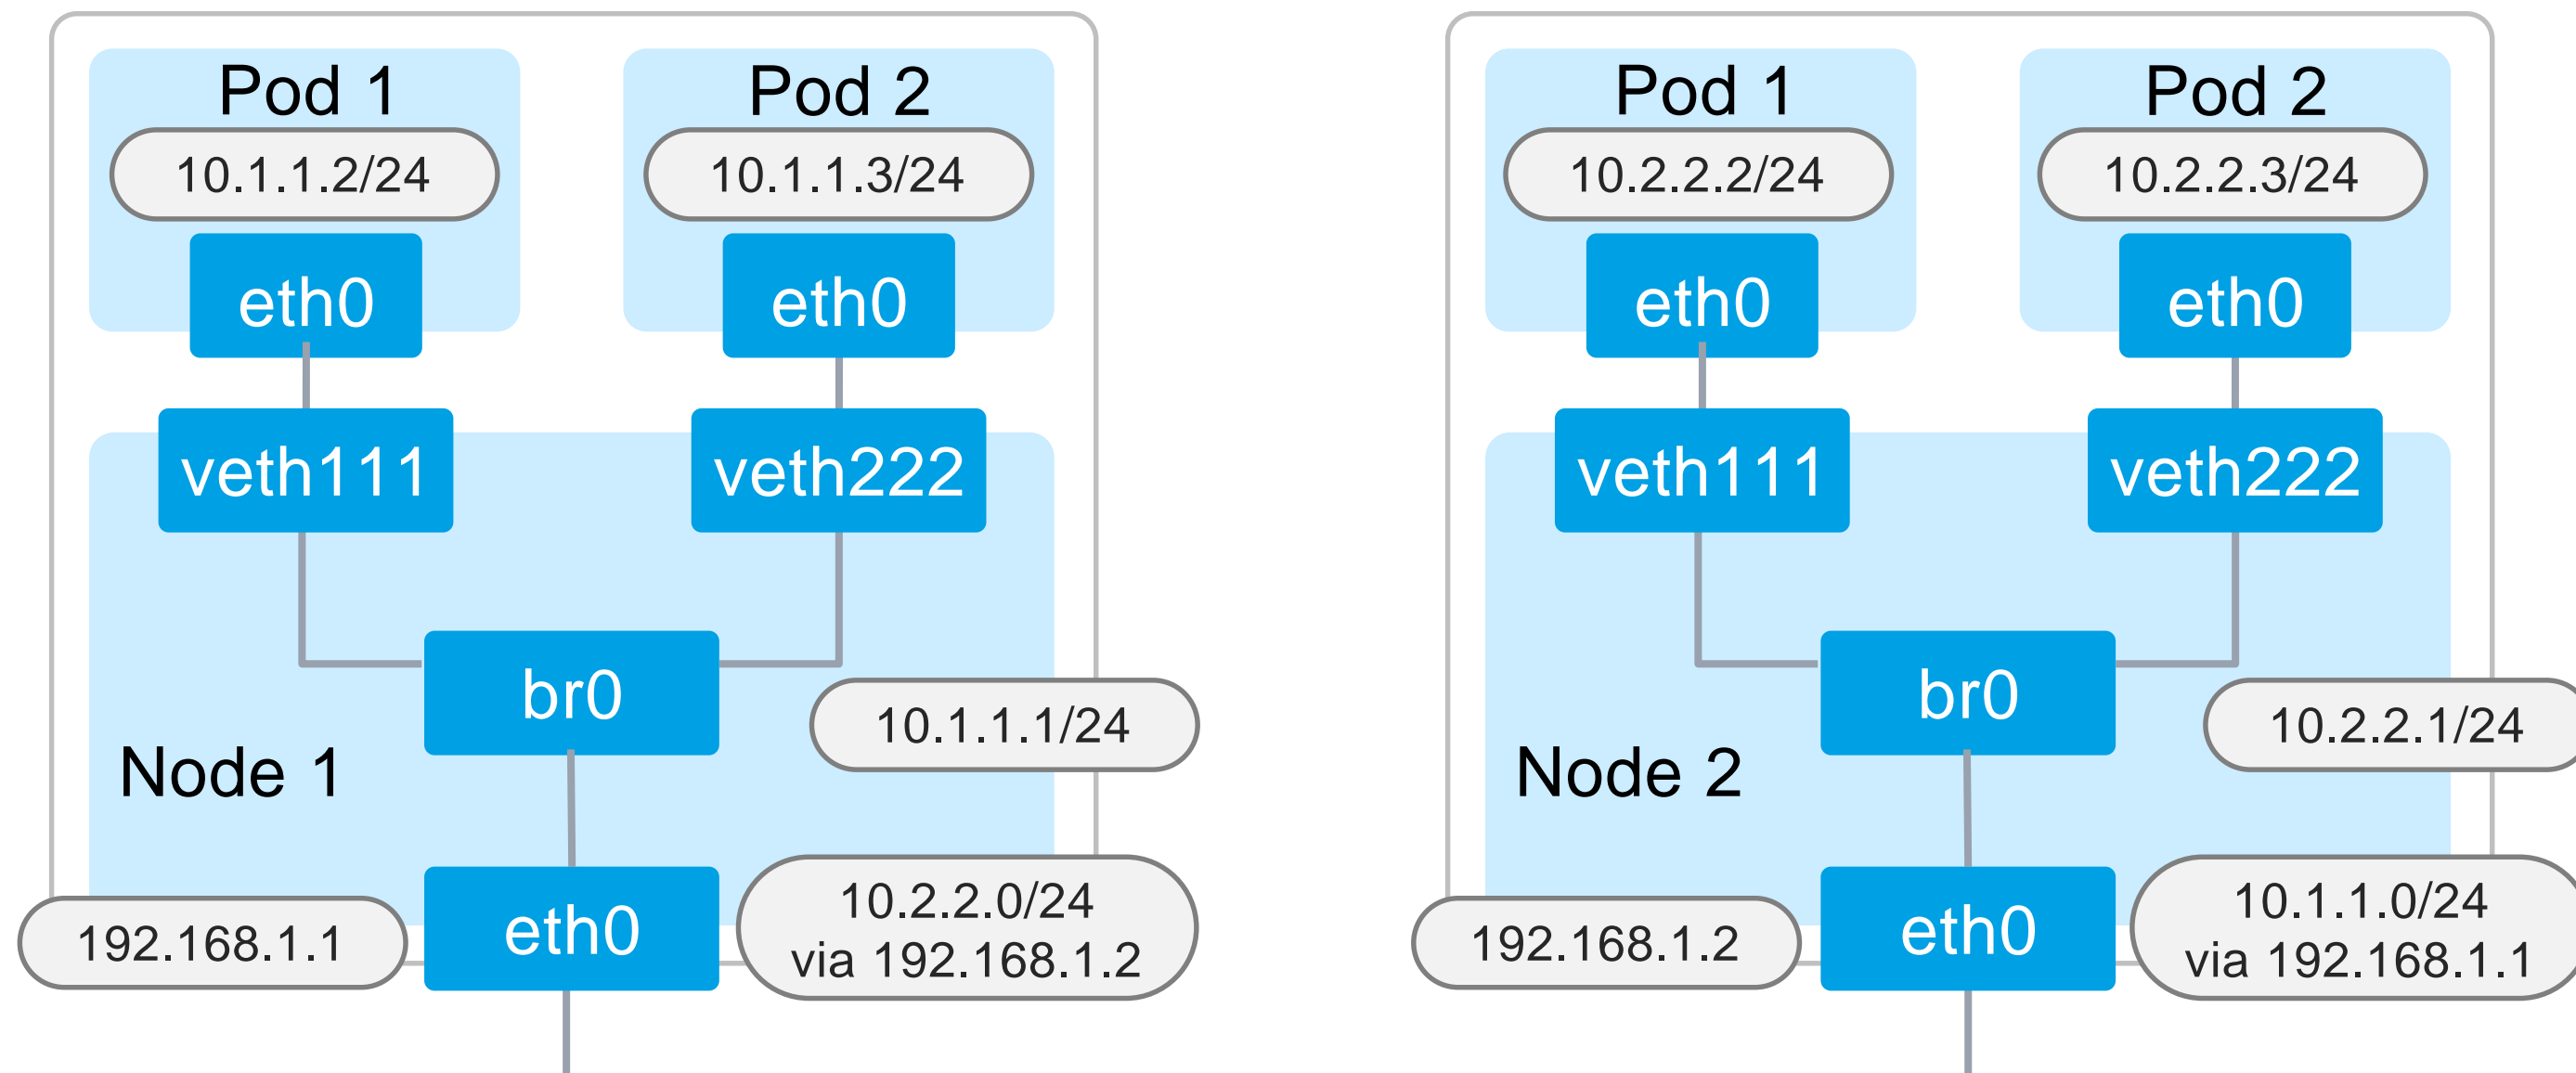 Pod 1
10.1.1.2/24
eth0
Pod 2
10.1.1.3/24
eth0
veth111
veth222
br0
10.1.1.1/24
Node 1
192.168.1.1
eth0
10.2.2.0/24
via 192.168.1.2
Pod 1
10.2.2.2/24
eth0
Pod 2
10.2.2.3/24
eth0
veth111
veth222
br0
10.2.2.1/24
Node 2
192.168.1.2
eth0
10.1.1.0/24
via 192.168.1.1